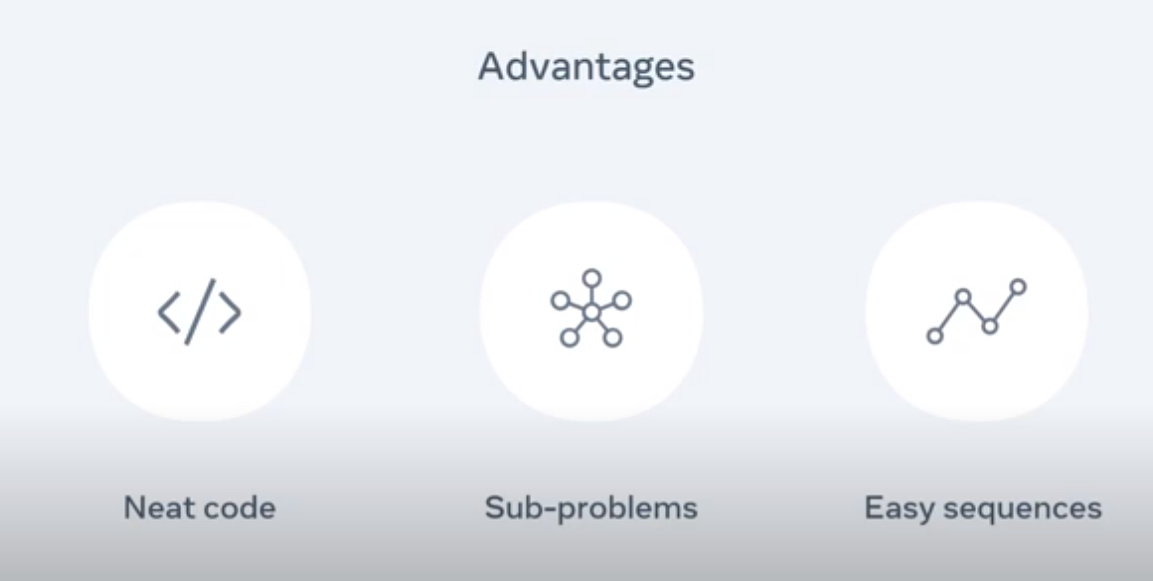 Advantages
Neat code
Sub-problems
Easy sequences